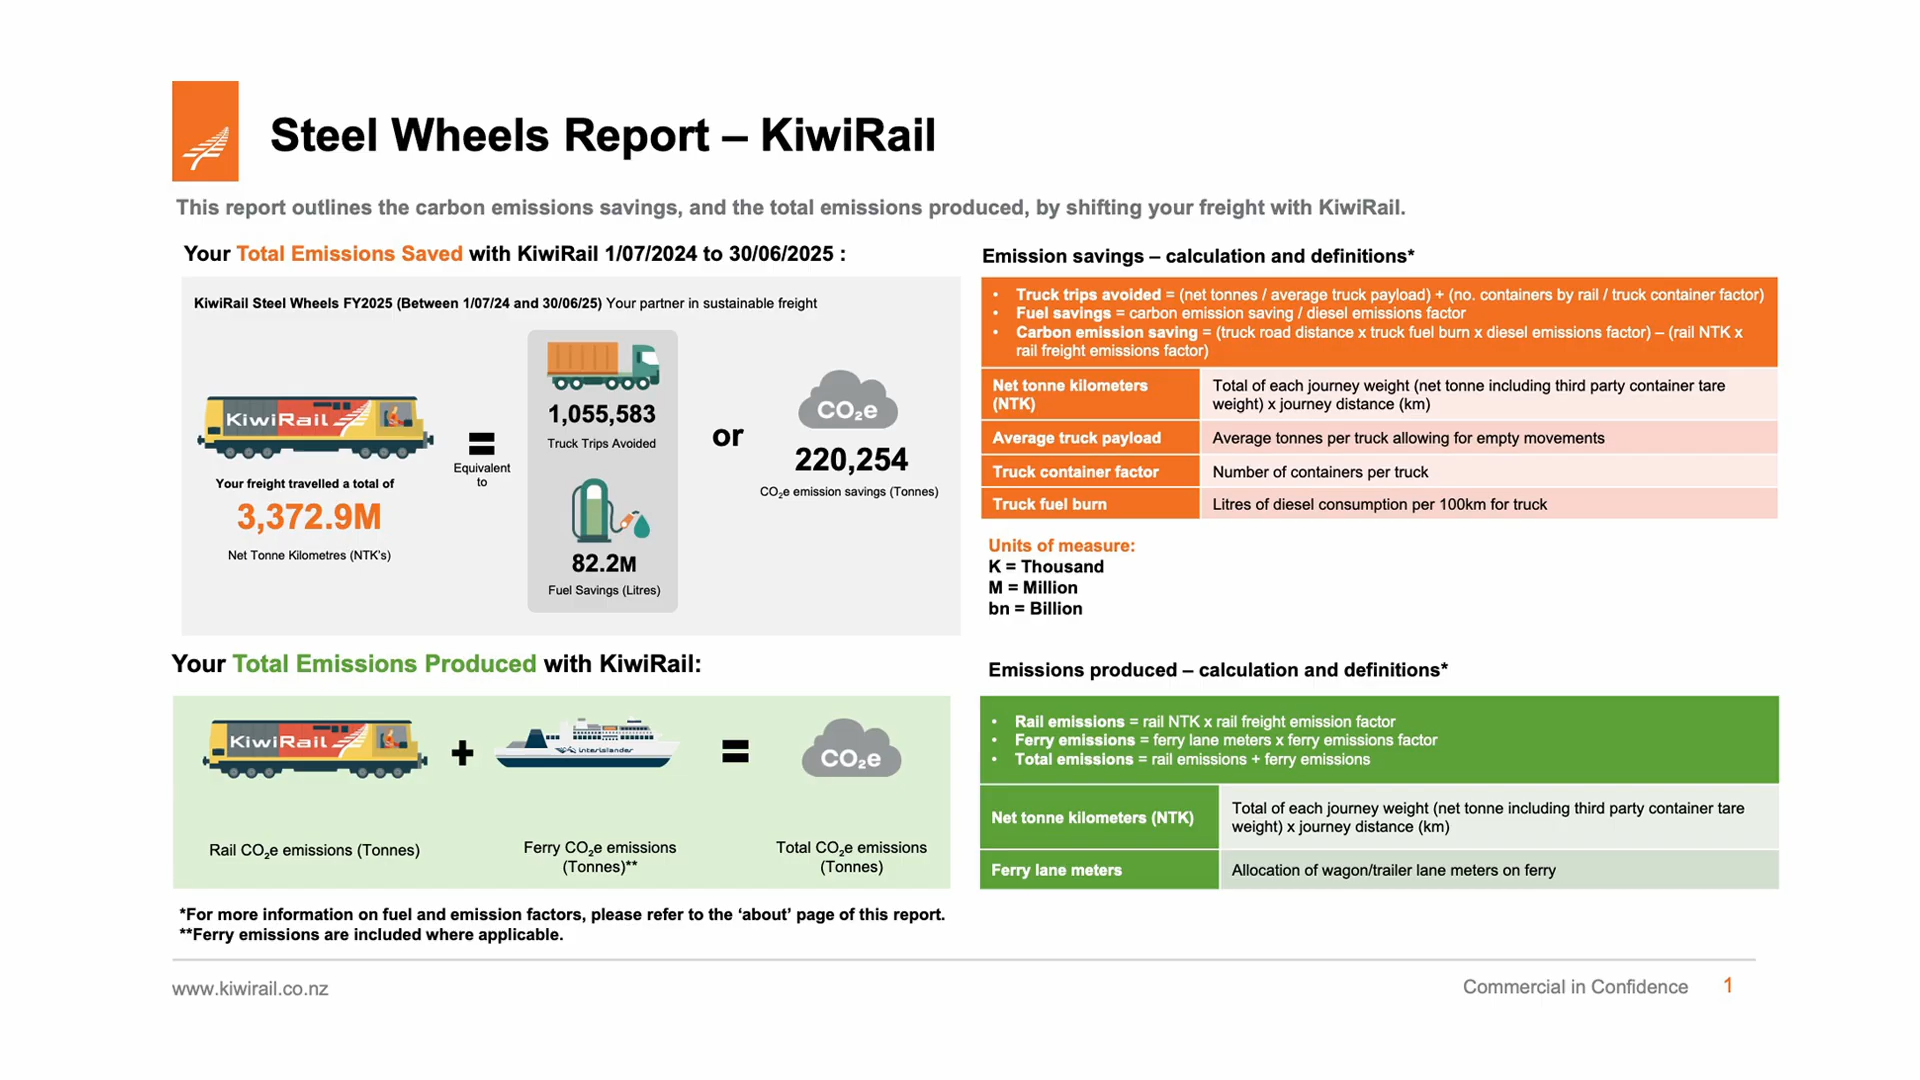 Steel Wheels Report – KiwiRail
This report outlines the carbon emissions savings, and the total emissions produced, by shifting your freight with KiwiRail.
Your Total Emissions Saved with KiwiRail 1/07/2024 to 30/06/2025 :
KiwiRail Steel Wheels FY2025 (Between 1/07/24 and 30/06/25) Your partner in sustainable freight
KiwiRail
Your freight travelled a total of
3,372.9M
Net Tonne Kilometres (NTK's)
Equivalent
to
1,055,583
Truck Trips Avoided
82.2M
Fuel Savings (Litres)
or
CO₂e
220,254
CO₂e emission savings (Tonnes)
Emission savings – calculation and definitions*
• Truck trips avoided = (net tonnes / average truck payload) + (no. containers by rail / truck container factor)
• Fuel savings = carbon emission saving / diesel emissions factor
• Carbon emission saving = (truck road distance x truck fuel burn x diesel emissions factor) – (rail NTK x
rail freight emissions factor)
Net tonne kilometers
(NTK)
Total of each journey weight (net tonne including third party container tare
weight) x journey distance (km)
Average truck payload
Average tonnes per truck allowing for empty movements
Truck container factor
Number of containers per truck
Truck fuel burn
Litres of diesel consumption per 100km for truck
Units of measure:
K = Thousand
M = Million
bn = Billion
Your Total Emissions Produced with KiwiRail:
KiwiRail
+
interislander
=
CO₂e
Rail CO₂e emissions (Tonnes)
Ferry CO₂e emissions
(Tonnes)**
Total CO₂e emissions
(Tonnes)
Emissions produced – calculation and definitions*
• Rail emissions = rail NTK x rail freight emission factor
• Ferry emissions = ferry lane meters x ferry emissions factor
• Total emissions = rail emissions + ferry emissions
Net tonne kilometers (NTK)
Total of each journey weight (net tonne including third party container tare
weight) x journey distance (km)
Ferry lane meters
Allocation of wagon/trailer lane meters on ferry
*For more information on fuel and emission factors, please refer to the ‘about’ page of this report.
**Ferry emissions are included where applicable.
www.kiwirail.co.nz
Commercial in Confidence 1